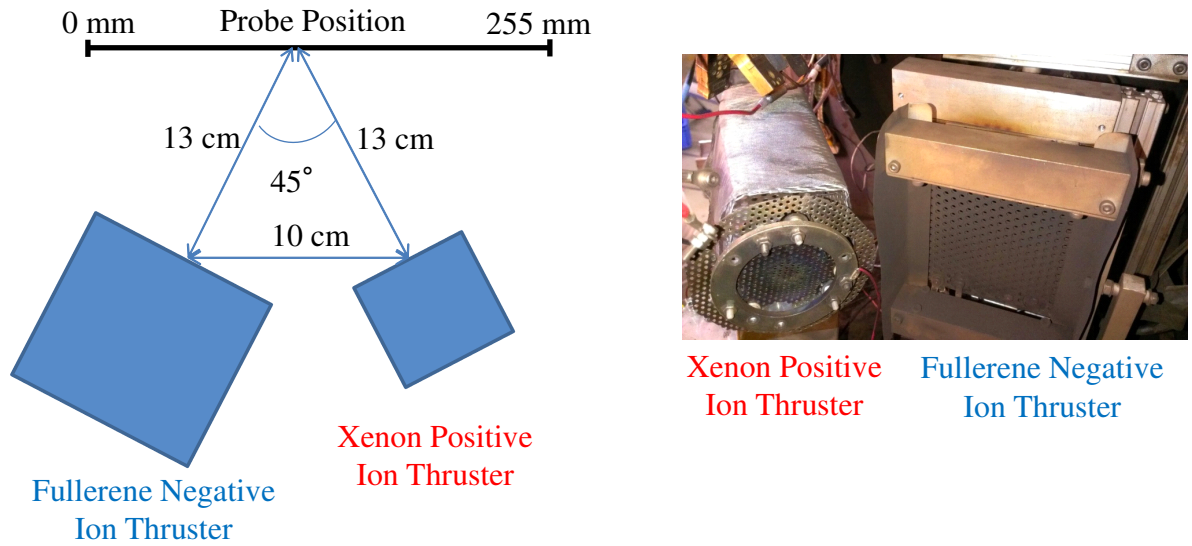 0 mm
Probe Position
255 mm
13 cm
13 cm
45°
10 cm
Xenon Positive
Ion Thruster
Fullerene Negative
Ion Thruster
Xenon Positive
Ion Thruster
Fullerene Negative
Ion Thruster